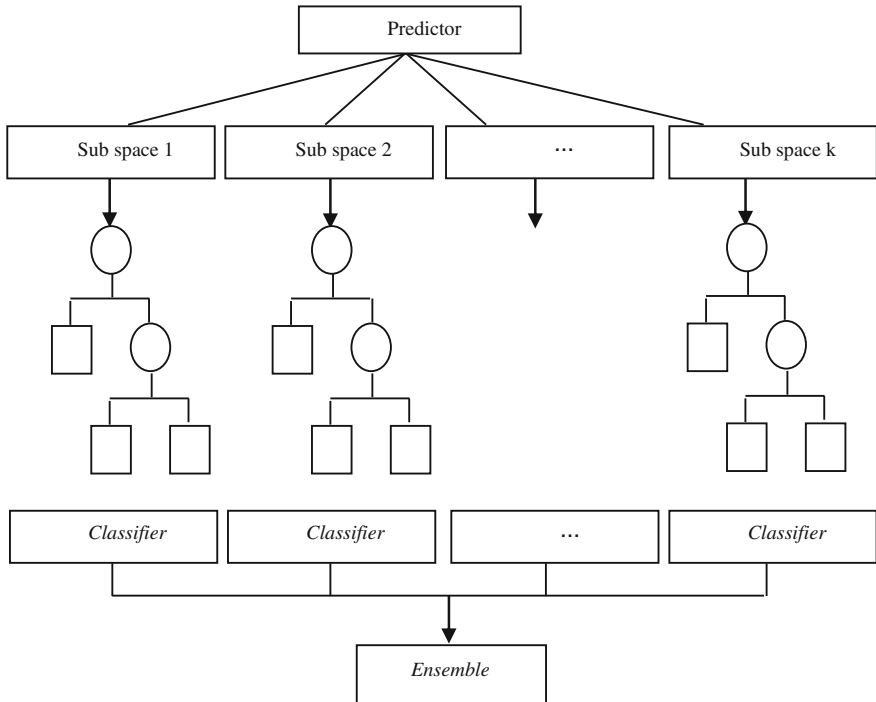 Predictor
Sub space 1
Sub space 2
...
Sub space k
Classifier
Classifier
...
Classifier
Ensemble